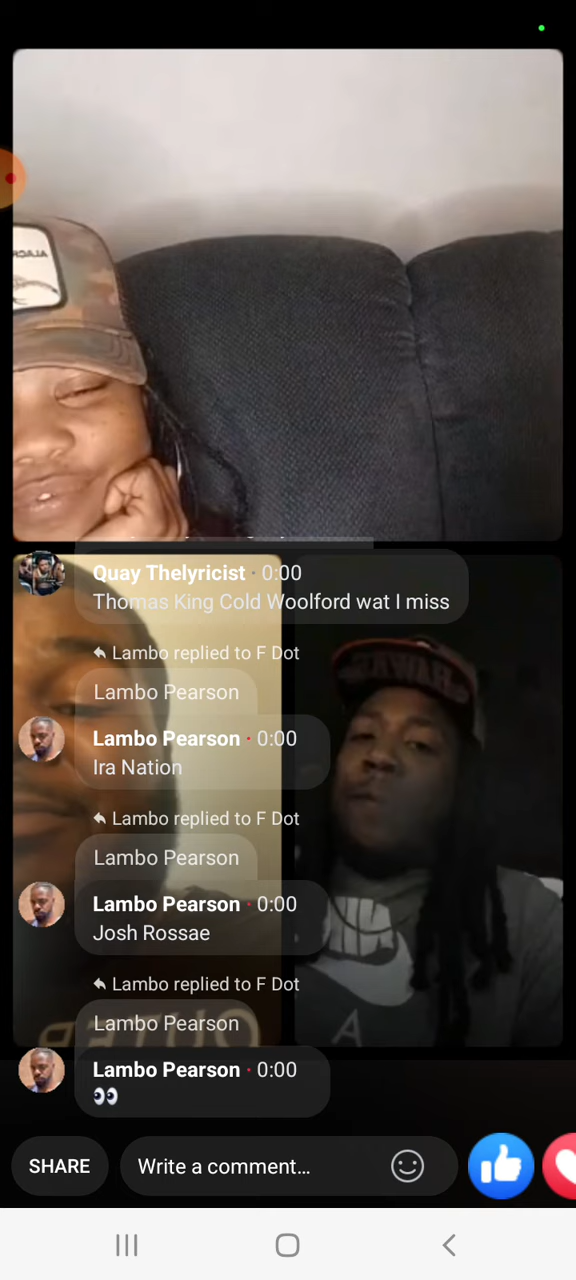 Quay Thelyricist · 0:00
Thomas King Cold Woolford wat I miss
Lambo replied to F Dot
Lambo Pearson
Lambo Pearson · 0:00
Ira Nation
Lambo replied to F Dot
Lambo Pearson
Lambo Pearson · 0:00
Josh Rossae
Lambo replied to F Dot
Lambo Pearson
Lambo Pearson · 0:00
👀
SHARE
Write a comment...